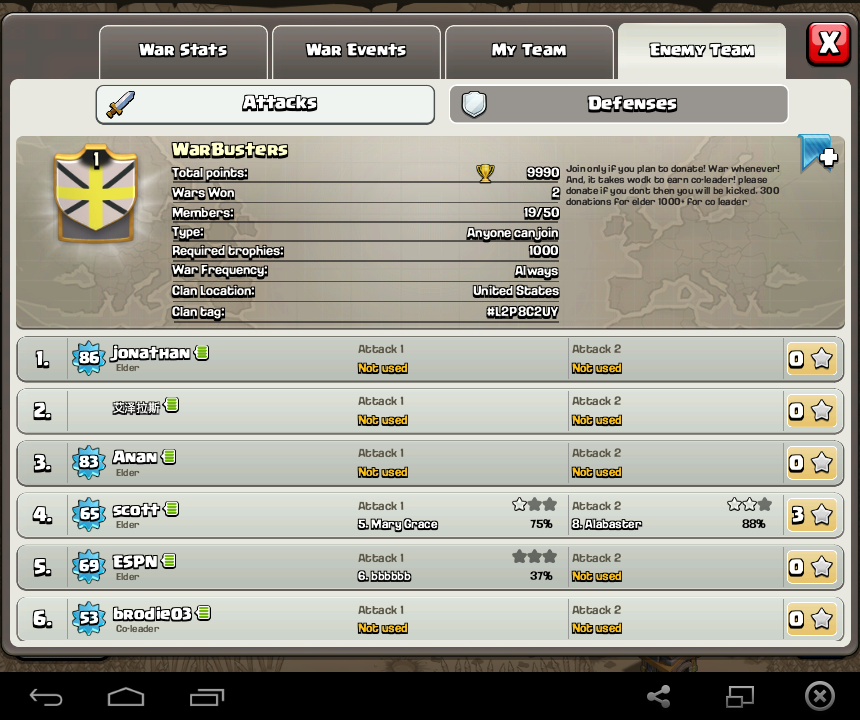 War Stats War Events My Team Enemy Team X
Attacks Defenses
1
WarBusters
Total points: 9990
Wars Won 2
Members: 19/50
Type: Anyone can join
Required trophies: 1000
War Frequency: Always
Clan Location: United States
Clan tag: #L2P8C2UY
Join only if you plan to donate! War whenever!
And, it takes wodk to earn co-leader! please
donate if you dont then you will be kicked. 300
donations for elder 1000+ for co leader
1. 86 jonathan Attack 1 Attack 2 0
Elder Not used Not used
2. 艾泽拉斯 Attack 1 Attack 2 0
Not used Not used
3. 83 Anan Attack 1 Attack 2 0
Elder Not used Not used
4. 65 scott Attack 1 Attack 2 3
Elder 5. Mary Grace 75% 8. Alabaster 88%
5. 69 ESPN Attack 1 Attack 2 0
Elder 6. bbbbbb 37% Not used
6. 53 brodie03 Attack 1 Attack 2 0
Co-leader Not used Not used